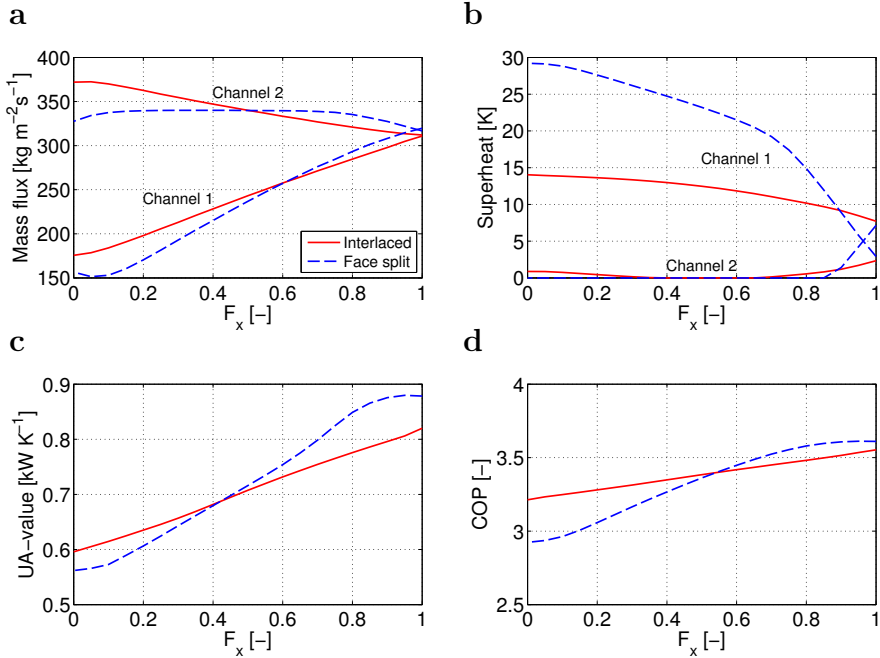 a
Mass flux [kg m−2s−1]
400
350
300
250
200
150
Channel 2
Channel 1
Interlaced
Face split
0 0.2 0.4 0.6 0.8 1
Fx [−]
b
Superheat [K]
30
25
20
15
10
5
0
Channel 1
Channel 2
0 0.2 0.4 0.6 0.8 1
Fx [−]
c
UA−value [kW K−1]
0.9
0.8
0.7
0.6
0.5
0 0.2 0.4 0.6 0.8 1
Fx [−]
d
COP [−]
4
3.5
3
2.5
0 0.2 0.4 0.6 0.8 1
Fx [−]